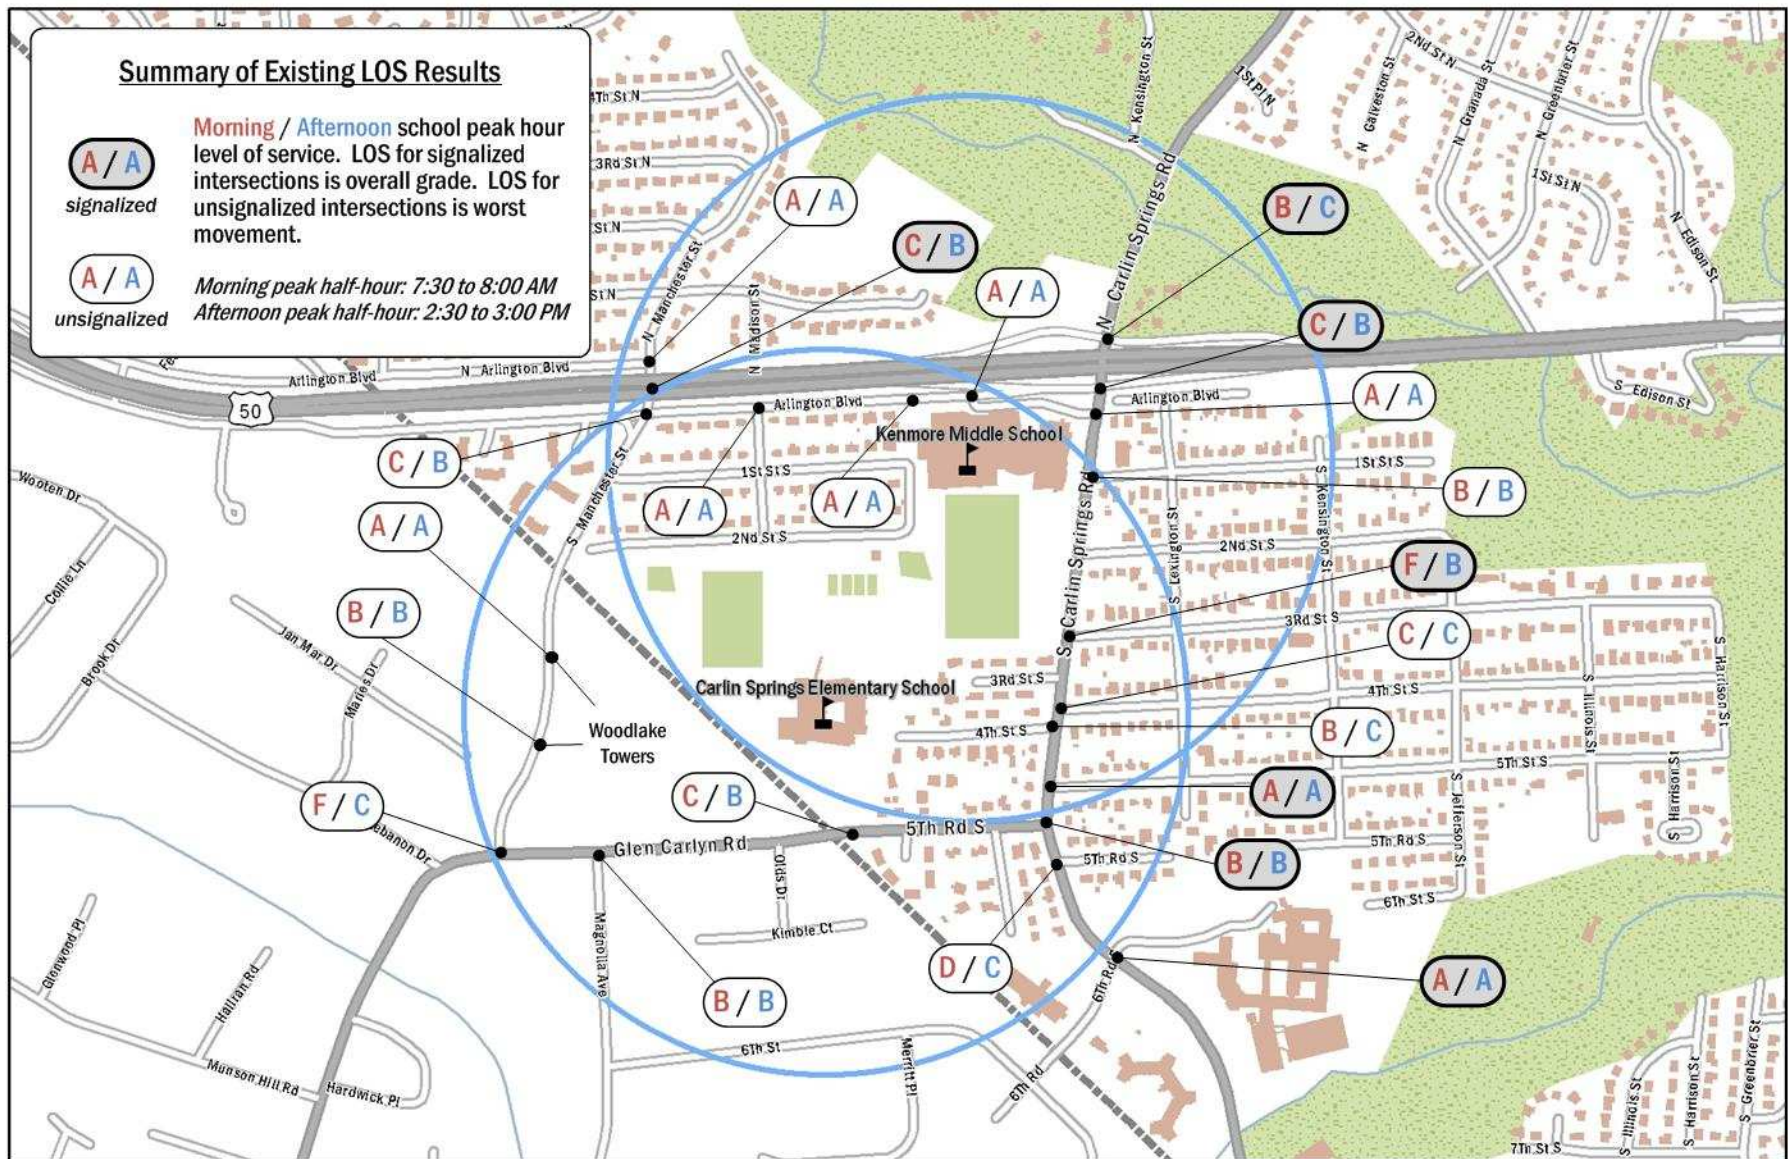 Summary of Existing LOS Results
A / A
signalized
Morning / Afternoon school peak hour
level of service. LOS for signalized
intersections is overall grade. LOS for
unsignalized intersections is worst
movement.
A / A
unsignalized
Morning peak half-hour: 7:30 to 8:00 AM
Afternoon peak half-hour: 2:30 to 3:00 PM
4Th St N
3Rd St N
St N
St N
N Manchester St
N Madison St
N Kensington St
1St Pl N
2Nd St N
N Galveston St
N Granada St
N Greenbrier St
1St St N
N Edison St
N Carlin Springs Rd
A / A
C / B
B / C
A / A
C / B
Arlington Blvd
N Arlington Blvd
50
Arlington Blvd
Arlington Blvd
S Edison St
A / A
Kenmore Middle School
C / B
1St St S
1St St S
A / A
A / A
B / B
Wooten Dr
S Manchester St
S Carlin Springs Rd
S Lexington St
S Kensington St
A / A
2Nd St S
2Nd St S
F / B
Collie Ln
B / B
3Rd St S
C / C
Jan Mar Dr
Brook Dr
Maries Dr
3Rd St S
Carlin Springs Elementary School
4Th St S
S Illinois St
S Harrison St
Woodlake
Towers
4Th St S
B / C
5Th St S
F / C
C / B
A / A
S Jefferson St
S Harrison St
ebanon Dr
Glen Carlyn Rd
5Th Rd S
5Th Rd S
5Th Rd S
B / B
Olds Dr
6Th St S
Magnolia Ave
Kimble Ct
Glenwood Pl
Hallran Rd
D / C
6Th Rd S
A / A
B / B
6Th St
Merritt Pl
6Th Rd
Munson Hill Rd
Hardwick Pl
S Illinois St
S Harrison St
S Greenbrier St
7Th St S